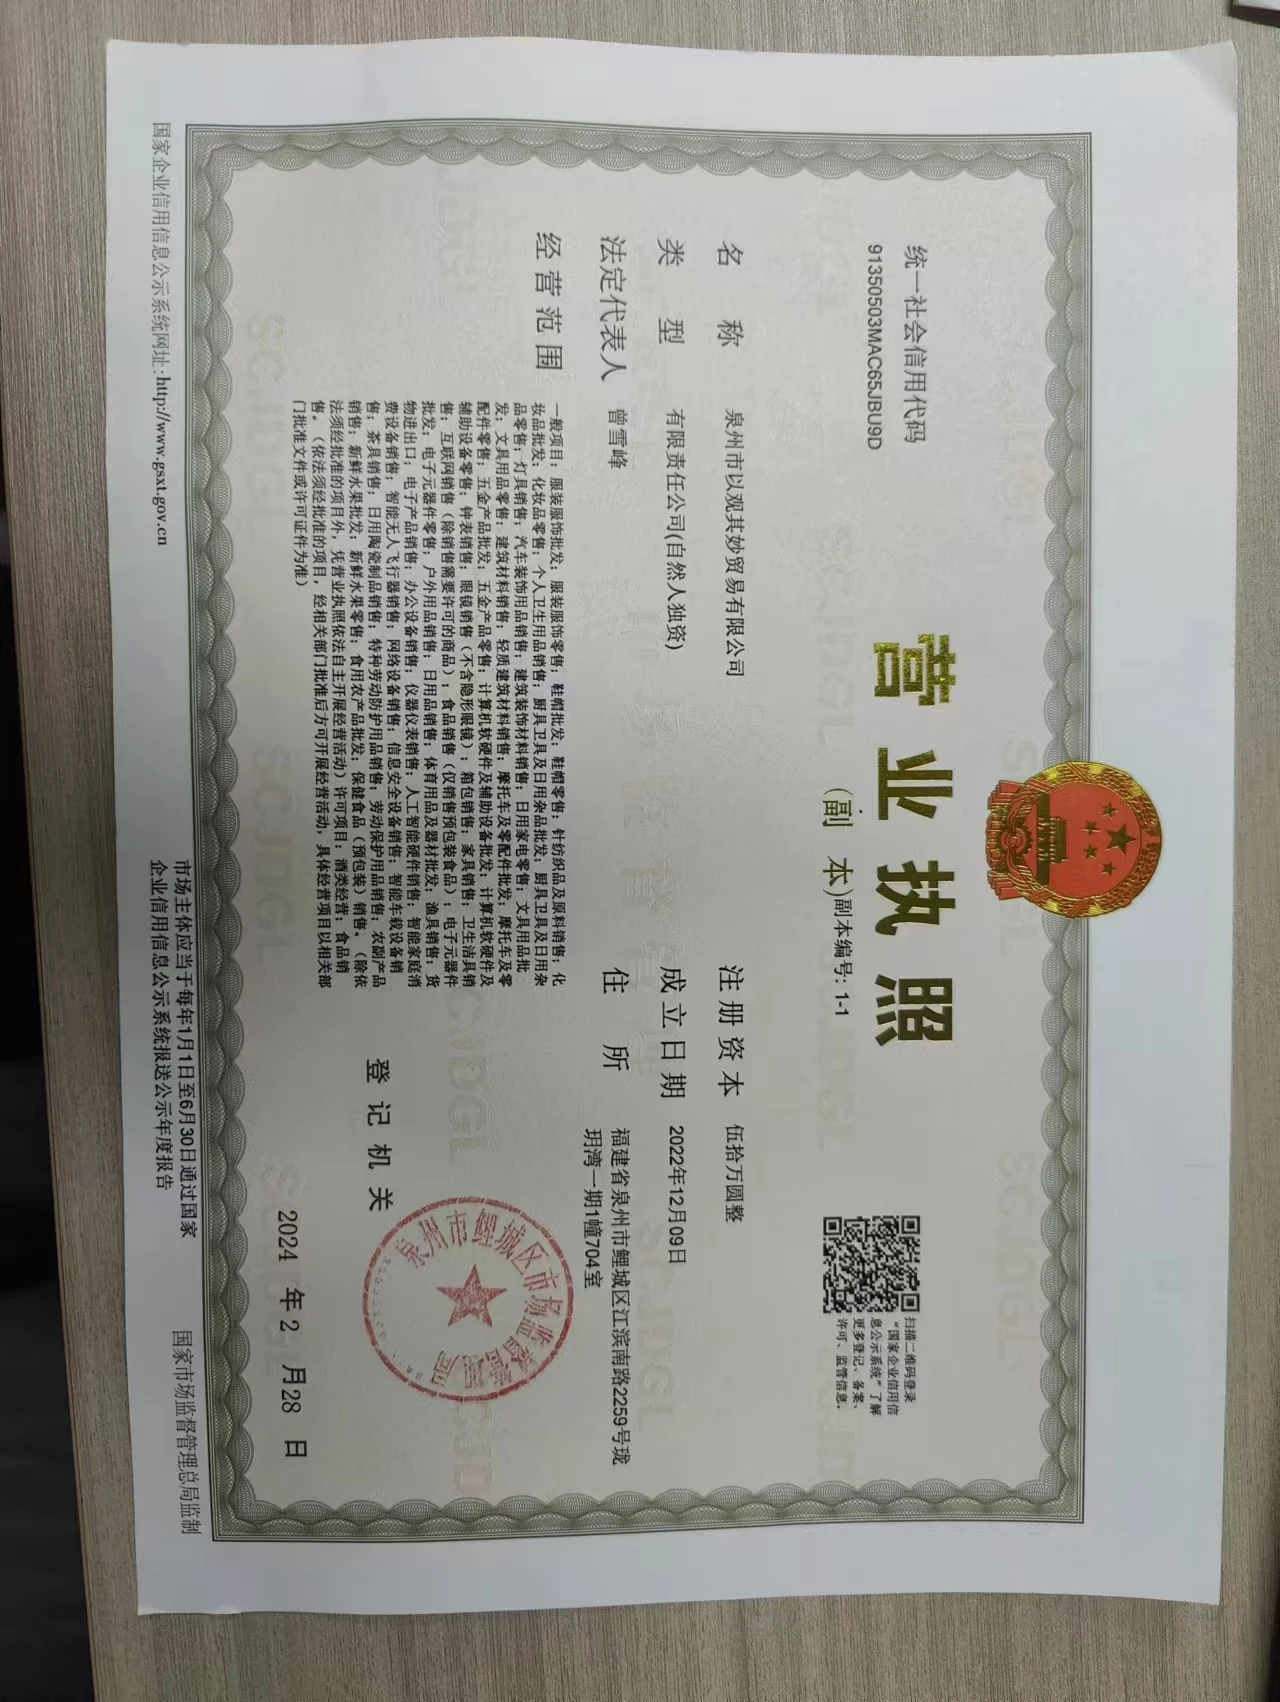 统一社会信用代码
91350503MAC65JBU9D
营业执照
(副 本)副本编号: 1-1
扫描二维码登录
“国家企业信用信
息公示系统”了解
更多登记、备案、
许可、监管信息。
名 称 泉州市以观其妙贸易有限公司
类 型 有限责任公司(自然人独资)
法定代表人 曾雪峰
经营范围 一般项目：服装服饰批发；服装服饰零售；鞋帽批发；鞋帽零售；针纺织品及原料销售；化
妆品批发；化妆品零售；个人卫生用品销售；厨具卫具及日用杂品批发；厨具卫具及日用杂
品零售；灯具销售；汽车装饰用品销售；建筑装饰材料销售；日用家电零售；文具用品批
发；文具用品零售；建筑材料销售；轻质建筑材料销售；摩托车及零配件批发；摩托车及零
配件零售；五金产品批发；五金产品零售；计算机软硬件及辅助设备批发；计算机软硬件及
辅助设备零售；钟表销售；眼镜销售（不含隐形眼镜）；箱包销售；家具销售；卫生洁具销
售；互联网销售（除销售需要许可的商品）；食品销售（仅销售预包装食品）；电子元器件
批发；电子元器件零售；户外用品销售；日用品销售；体育用品及器材批发；渔具销售；货
物进出口；电子产品销售；办公设备销售；仪器仪表销售；人工智能硬件销售；智能家庭消
费设备销售；智能无人飞行器销售；网络设备销售；信息安全设备销售；智能车载设备销
售；茶具销售；日用陶瓷制品销售；特种劳动防护用品销售；劳动保护用品销售；农副产品
销售；新鲜水果批发；新鲜水果零售；食用农产品批发；保健食品（预包装）销售。（除依
法须经批准的项目外，凭营业执照依法自主开展经营活动）许可项目：酒类经营；食品销
售。（依法须经批准的项目，经相关部门批准后方可开展经营活动，具体经营项目以相关部
门批准文件或许可证件为准）
注册资本 伍拾万圆整
成立日期 2022年12月09日
住 所 福建省泉州市鲤城区江滨南路2259号珑
玥湾一期1幢704室
登记机关
泉州市鲤城区市场监督管理局
2024 年 2 月 28 日
国家企业信用信息公示系统网址: http://www.gsxt.gov.cn
市场主体应当于每年1月1日至6月30日通过国家
企业信用信息公示系统报送公示年度报告
国家市场监督管理总局监制